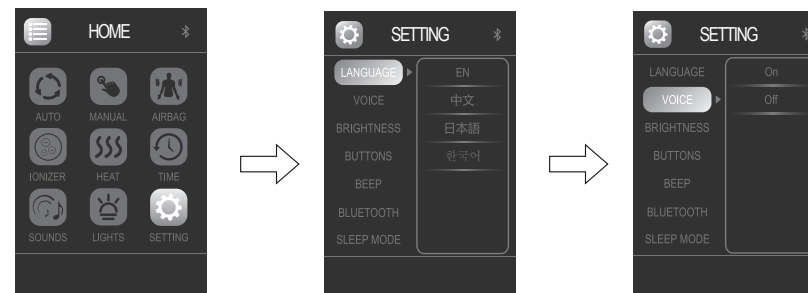 HOME
AUTO MANUAL AIRBAG
IONIZER HEAT TIME
SOUNDS LIGHTS SETTING
SETTING
LANGUAGE
VOICE
BRIGHTNESS
BUTTONS
BEEP
BLUETOOTH
SLEEP MODE
EN
中文
日本語
한국어
SETTING
LANGUAGE
VOICE
BRIGHTNESS
BUTTONS
BEEP
BLUETOOTH
SLEEP MODE
On
Off